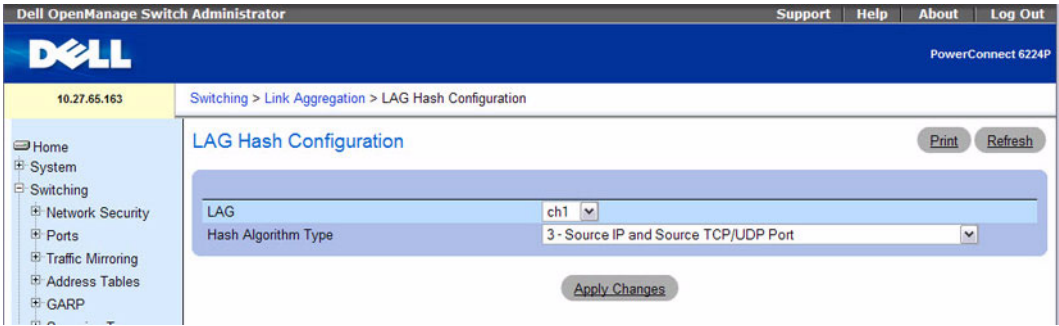 Dell OpenManage Switch Administrator
Support Help About Log Out
DELL
PowerConnect 6224P
10.27.65.163
Switching > Link Aggregation > LAG Hash Configuration
Home
System
Switching
Network Security
Ports
Traffic Mirroring
Address Tables
GARP
LAG Hash Configuration
Print Refresh
LAG ch1
Hash Algorithm Type 3 - Source IP and Source TCP/UDP Port
Apply Changes